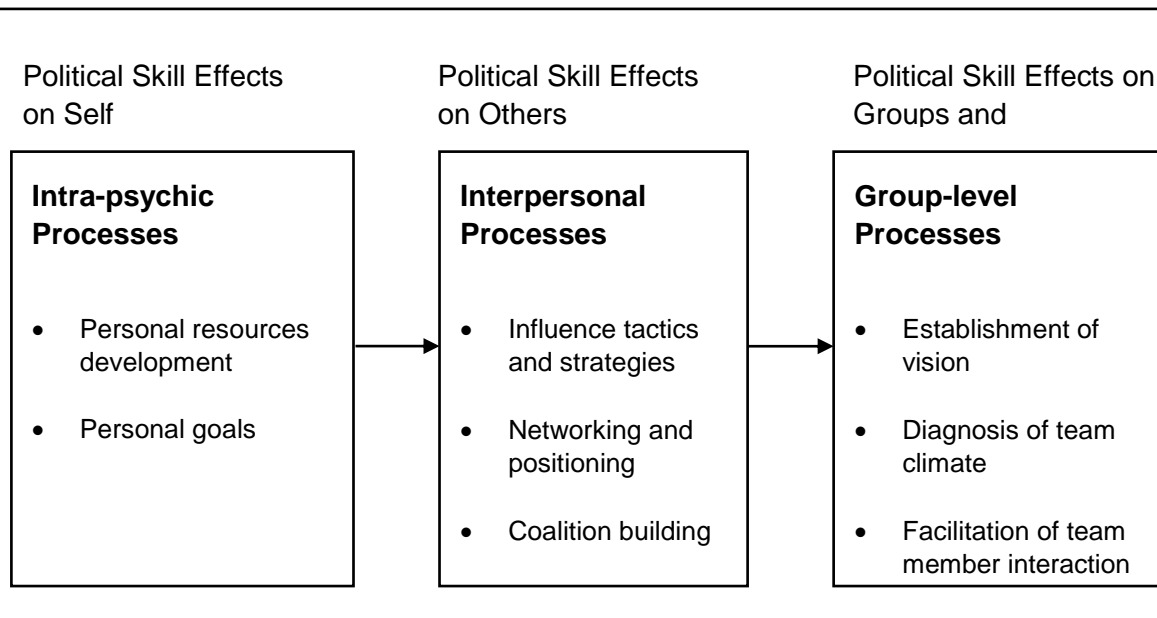 Political Skill Effects
on Self
Political Skill Effects
on Others
Political Skill Effects on
Groups and
Intra-psychic
Processes
• Personal resources
development
• Personal goals
Interpersonal
Processes
• Influence tactics
and strategies
• Networking and
positioning
• Coalition building
Group-level
Processes
• Establishment of
vision
• Diagnosis of team
climate
• Facilitation of team
member interaction